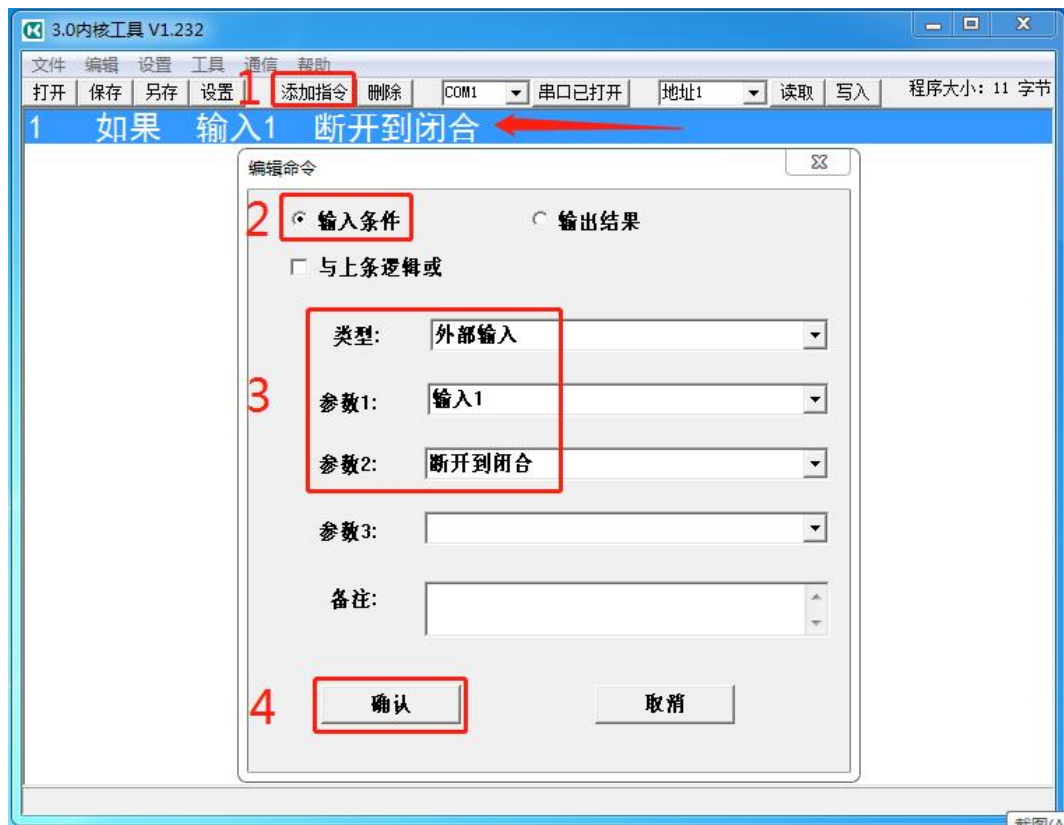 3.0内核工具 V1.232
文件 编辑 设置 工具 通信 帮助
打开 保存 另存 设置 1 添加指令 删除 COM1 串口已打开 地址1 读取 写入 程序大小: 11 字节
1 如果 输入1 断开到闭合
编辑命令
2 输入条件 输出结果
与上条逻辑或
类型: 外部输入
3 参数1: 输入1
参数2: 断开到闭合
参数3:
备注:
4 确认 取消